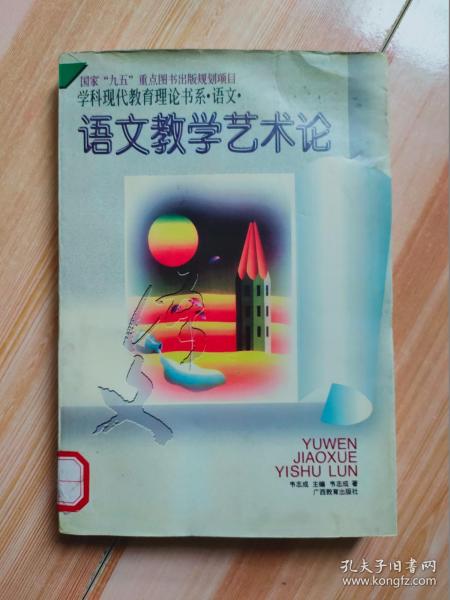 国家“九五”重点图书出版规划项目
学科现代教育理论书系·语文·
语文教学艺术论
语文
YUWEN
JIAOXUE
YISHU LUN
韦志成 主编 韦志成 著
广西教育出版社
孔夫子旧书网
www.kongfz.com